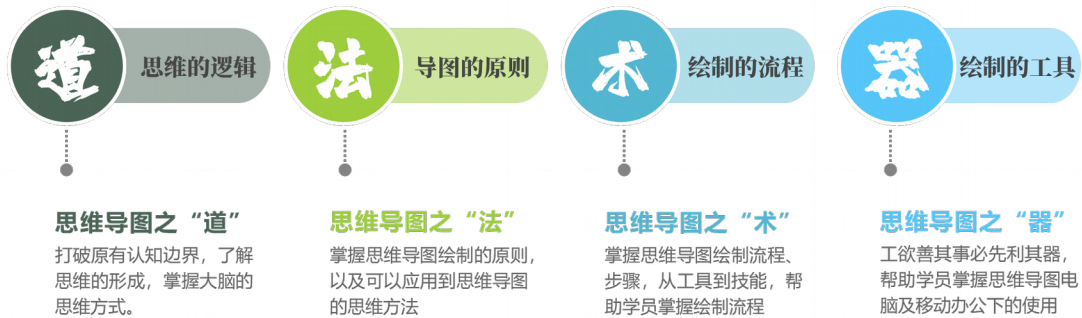 道 思维的逻辑
法 导图的原则
术 绘制的流程
器 绘制的工具
思维导图之“道”
打破原有认知边界，了解
思维的形成，掌握大脑的
思维方式。
思维导图之“法”
掌握思维导图绘制的原则，
以及可以应用到思维导图
的思维方法
思维导图之“术”
掌握思维导图绘制流程、
步骤，从工具到技能，帮
助学员掌握绘制流程
思维导图之“器”
工欲善其事必先利其器，
帮助学员掌握思维导图电
脑及移动办公下的使用